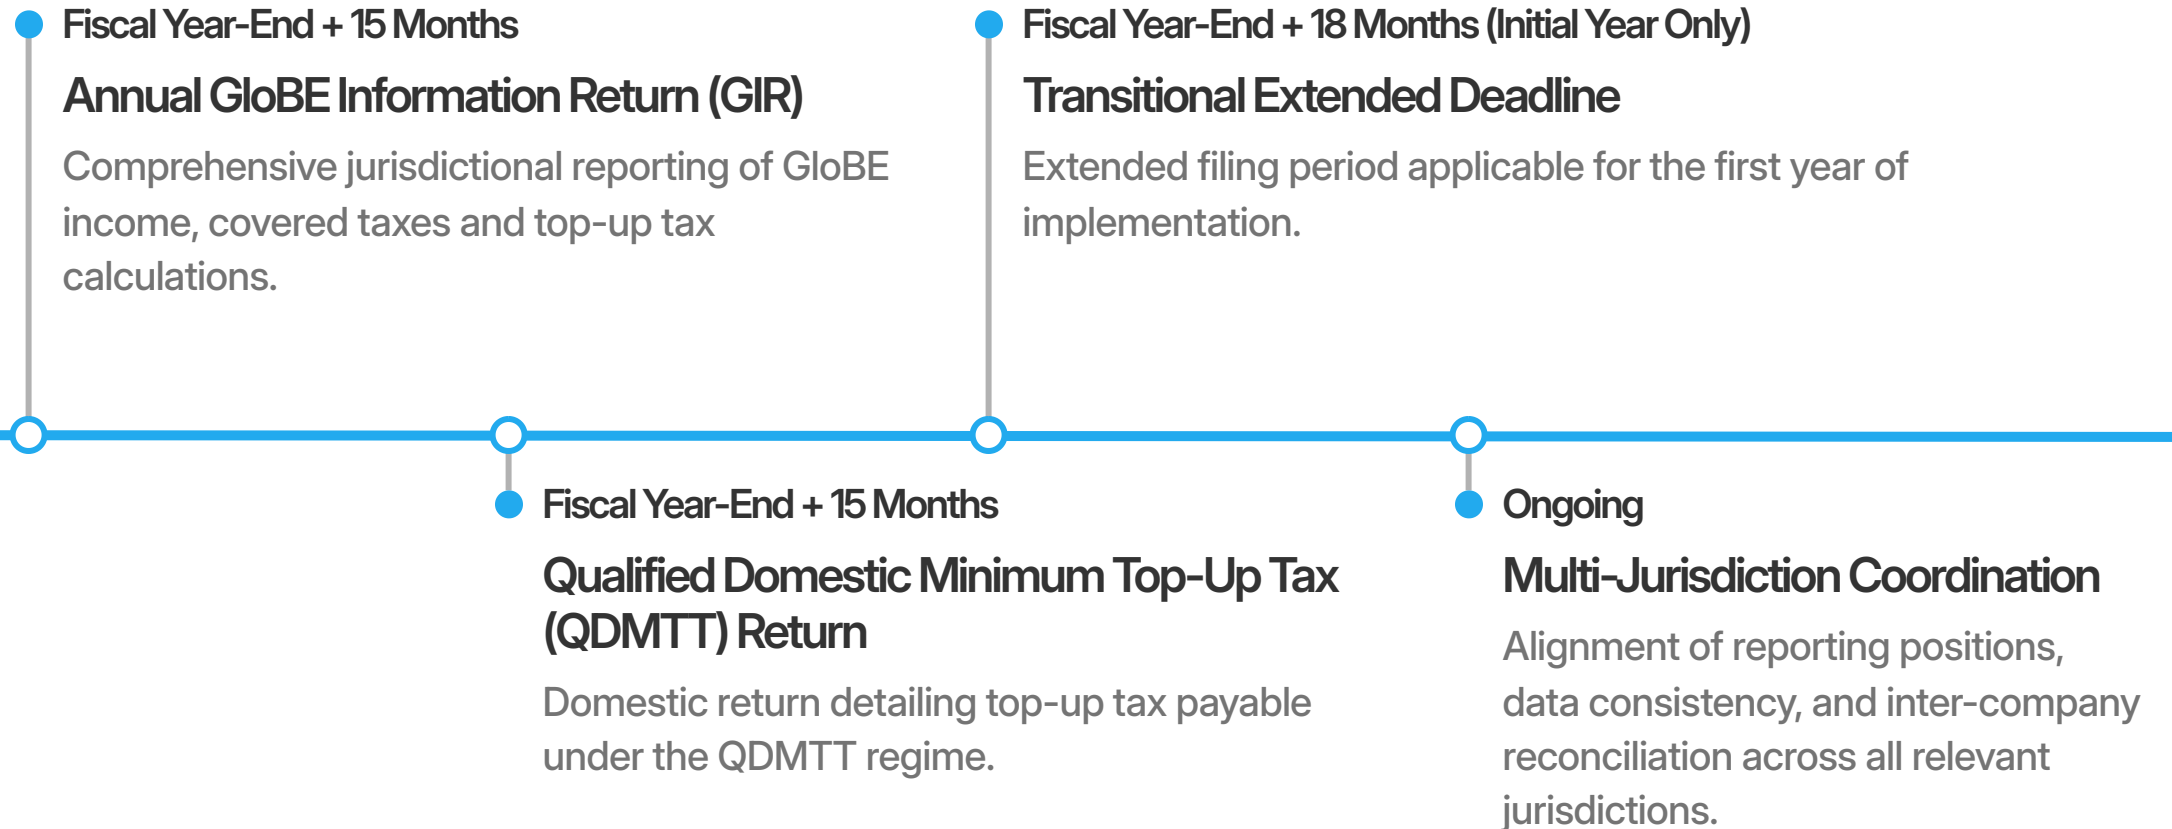 Fiscal Year-End + 15 Months
Annual GloBE Information Return (GIR)
Comprehensive jurisdictional reporting of GloBE
income, covered taxes and top-up tax
calculations.
Fiscal Year-End + 18 Months (Initial Year Only)
Transitional Extended Deadline
Extended filing period applicable for the first year of
implementation.
Fiscal Year-End + 15 Months
Qualified Domestic Minimum Top-Up Tax
(QDMTT) Return
Domestic return detailing top-up tax payable
under the QDMTT regime.
Ongoing
Multi-Jurisdiction Coordination
Alignment of reporting positions,
data consistency, and inter-company
reconciliation across all relevant
jurisdictions.